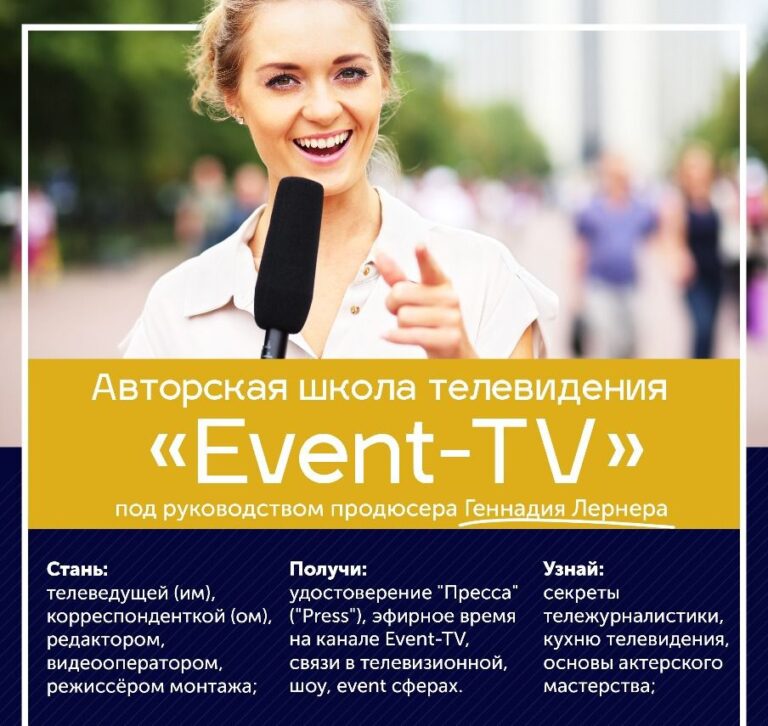 Авторская школа телевидения
«Event-TV»
под руководством продюсера Геннадия Лернера
Стань:
телеведущей (им),
корреспонденткой (ом),
редактором,
видеооператором,
режиссёром монтажа;
Получи:
удостоверение "Пресса"
("Press"), эфирное время
на канале Event-TV,
связи в телевизионной,
шоу, event сферах.
Узнай:
секреты
тележурналистики,
кухню телевидения,
основы актерского
мастерства;